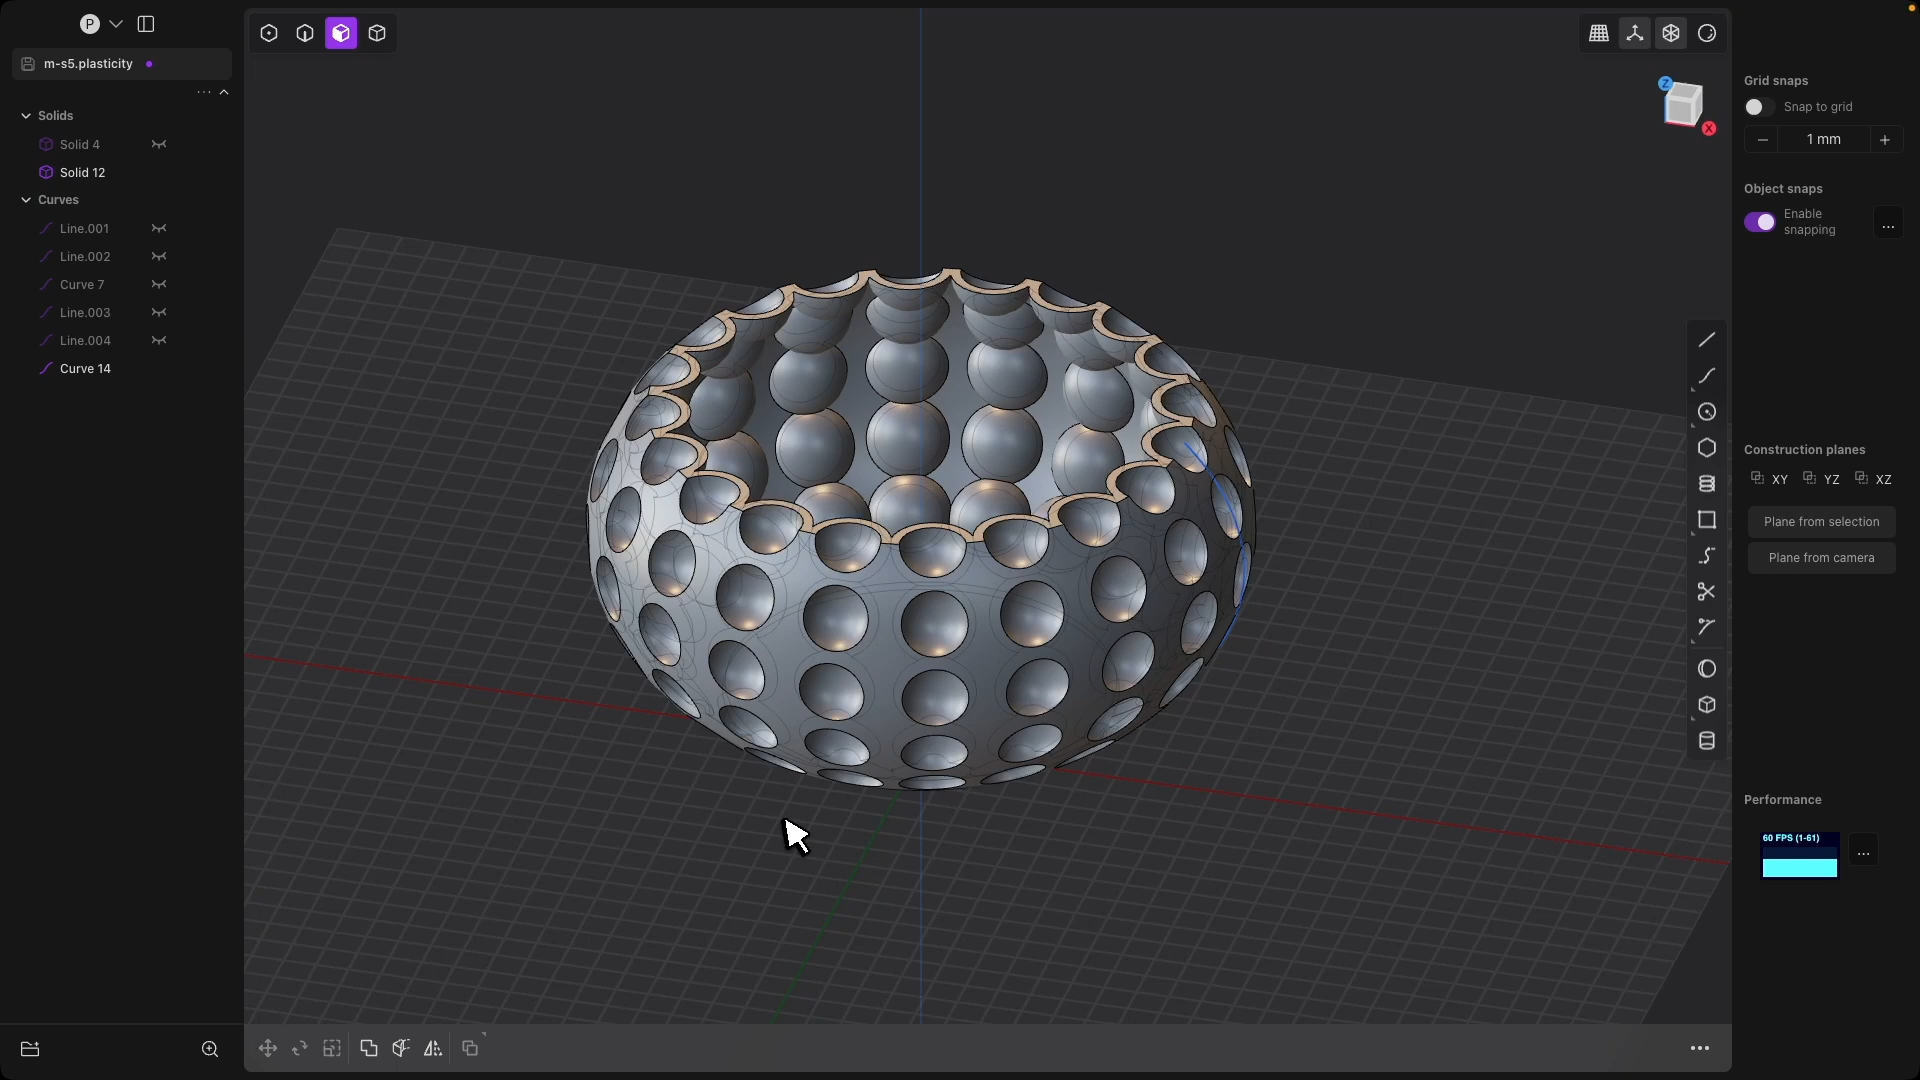 P
m-s5.plasticity
Solids
Solid 4
Solid 12
Curves
Line.001
Line.002
Curve 7
Line.003
Line.004
Curve 14
Z
X
Grid snaps
Snap to grid
1 mm
Object snaps
Enable
snapping
Construction planes
XY YZ XZ
Plane from selection
Plane from camera
Performance
60 FPS (1-61)